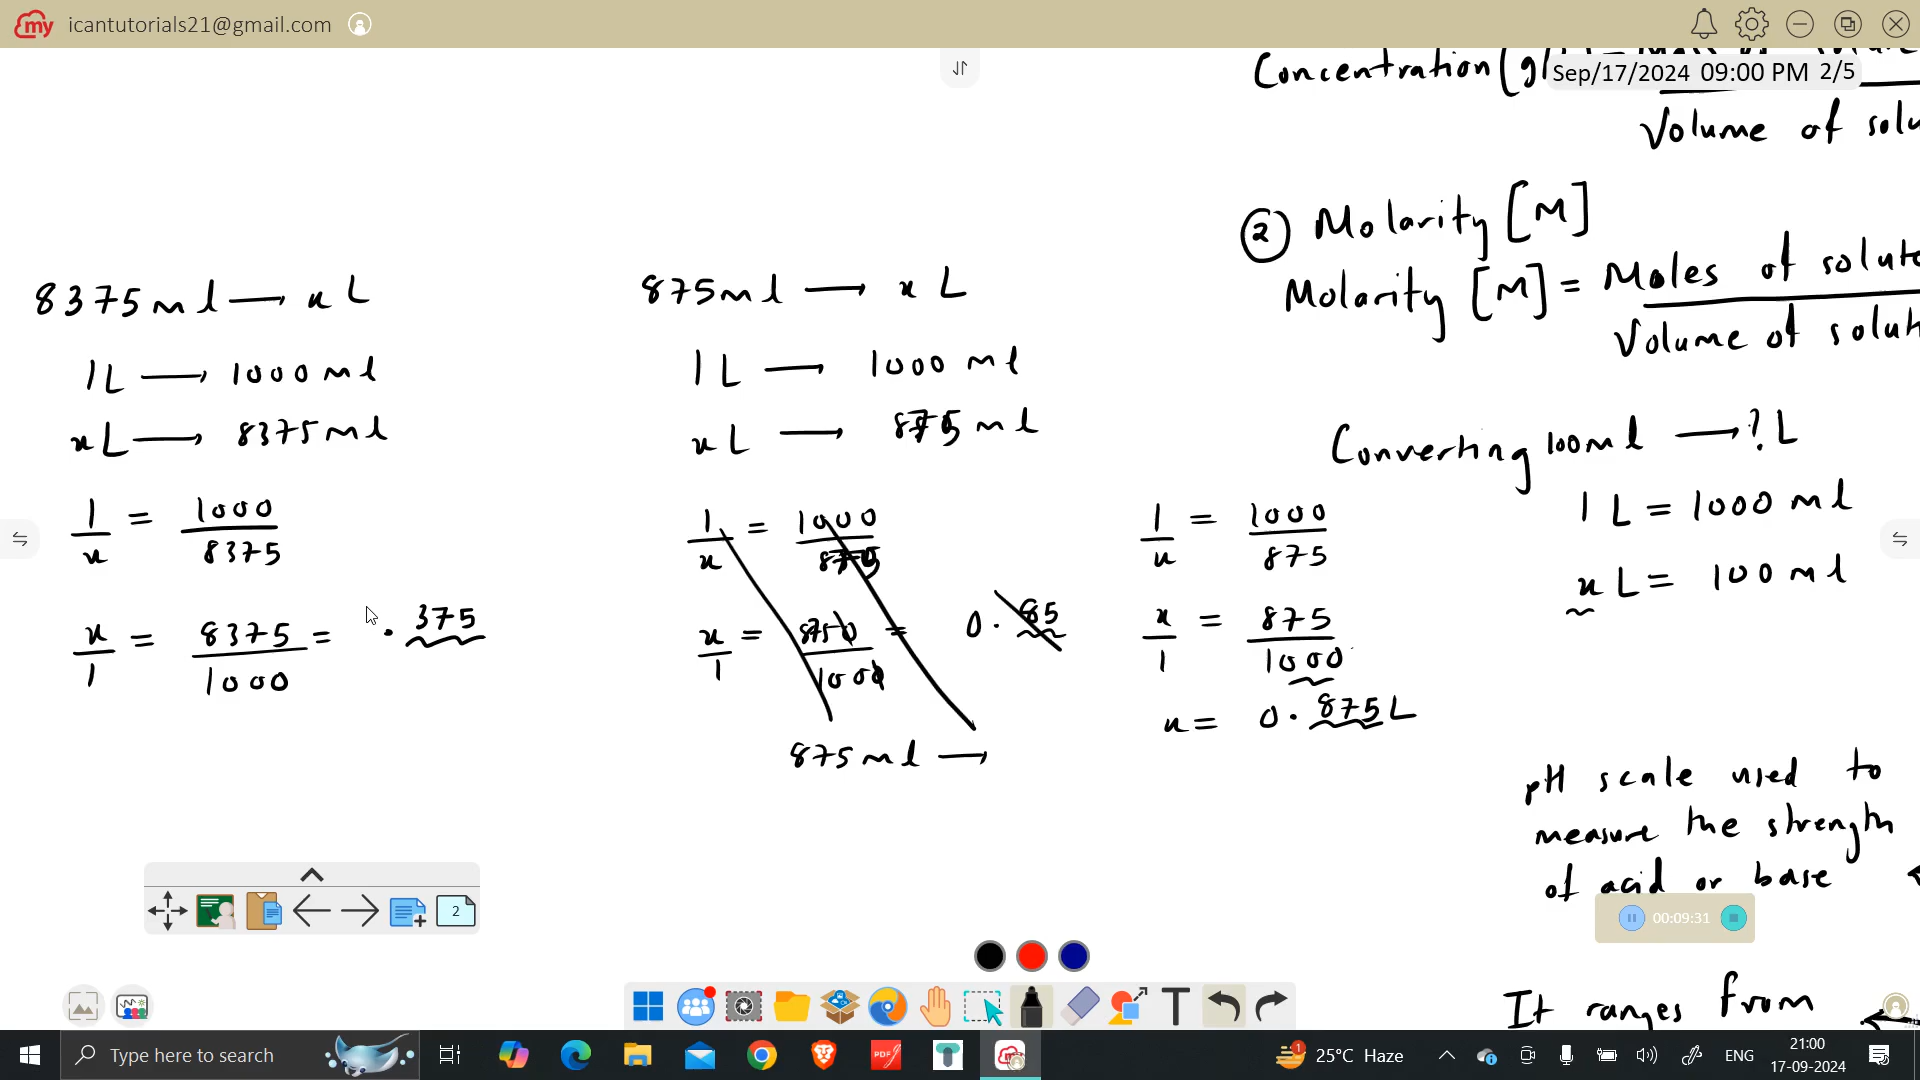 my icantutorials21@gmail.com
Sep/17/2024 09:00 PM 2/5
Concentration (g/
Volume of solu
② Molarity [M]
Molarity [M] = Moles of solute
Volume of solut
8375 ml → x L
1L → 1000 ml
xL → 8375 ml
1/x = 1000/8375
x/1 = 8375/1000 = .375
875 ml → x L
1 L → 1000 ml
xL → 875 ml
1/x = 1000
x/1 = 0.85
875 ml →
1/x = 1000/875
x/1 = 875/1000
x = 0.875 L
Converting 100 ml → ? L
1 L = 1000 ml
x L = 100 ml
pH scale used to
measure the strength
of acid or base
It ranges from
2
00:09:31
T
Type here to search
PDF
25°C Haze
ENG
21:00
17-09-2024